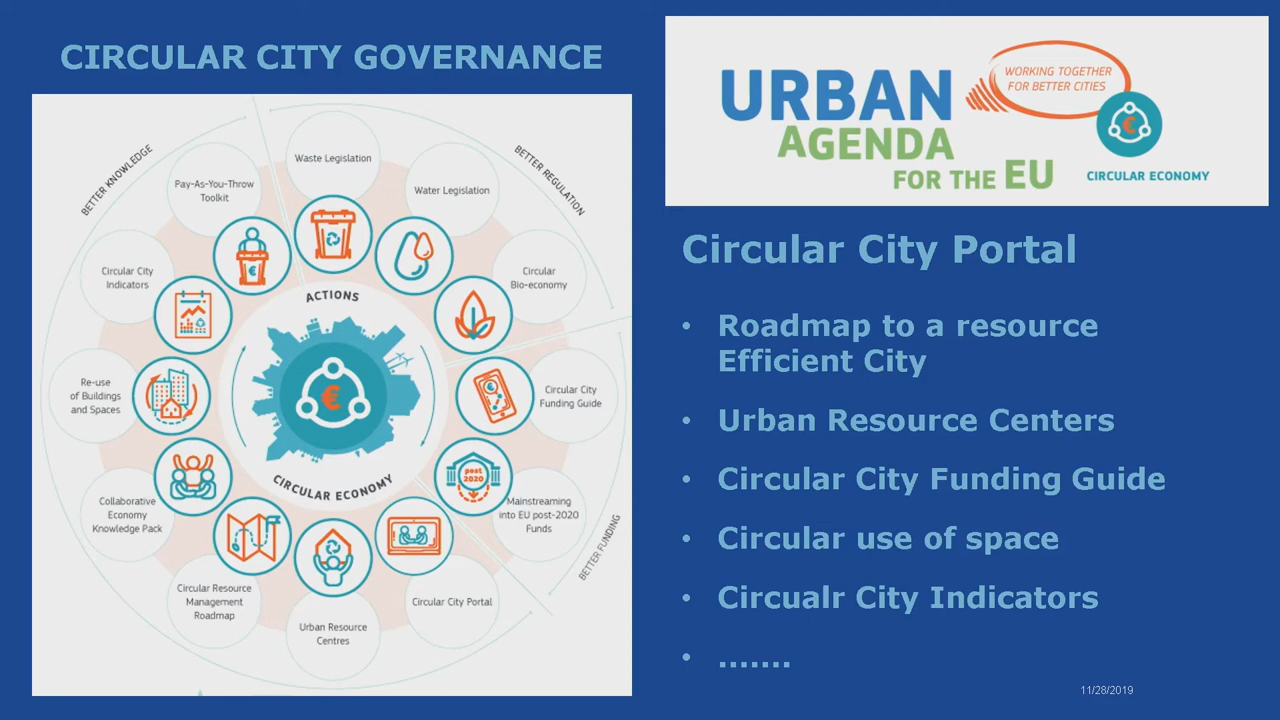 CIRCULAR CITY GOVERNANCE
BETTER KNOWLEDGE
BETTER REGULATION
BETTER FUNDING
Waste Legislation
Water Legislation
Circular
Bio-economy
Circular City
Funding Guide
post
2020
Mainstreaming
into EU post-2020
Funds
Circular City Portal
Urban Resource
Centres
Circular Resource
Management
Roadmap
Collaborative
Economy
Knowledge Pack
Re-use
of Buildings
and Spaces
Circular City
Indicators
Pay-As-You-Throw
Toolkit
ACTIONS
€
€
€
CIRCULAR ECONOMY
URBAN
AGENDA
FOR THE EU
WORKING TOGETHER
FOR BETTER CITIES
€
CIRCULAR ECONOMY
Circular City Portal
• Roadmap to a resource
Efficient City
• Urban Resource Centers
• Circular City Funding Guide
• Circular use of space
• Circualr City Indicators
• .......
11/28/2019